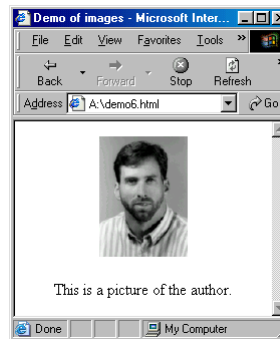 Demo of images - Microsoft Inter...
File Edit View Favorites Tools »
Back Forward Stop Refresh »
Address A:\demo6.html Go
This is a picture of the author.
Done My Computer